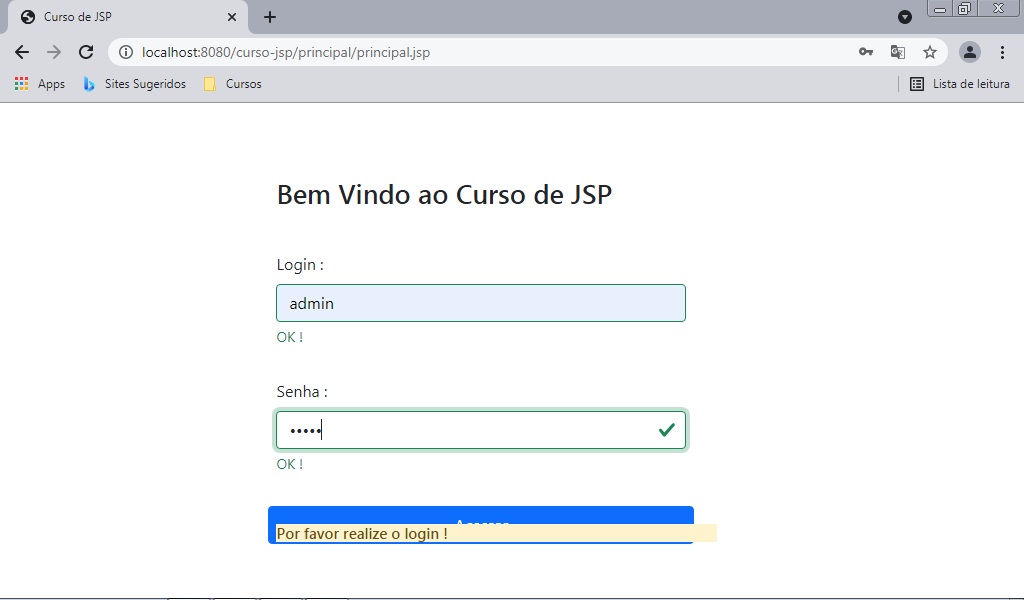 Curso de JSP
localhost:8080/curso-jsp/principal/principal.jsp
Apps Sites Sugeridos Cursos Lista de leitura
Bem Vindo ao Curso de JSP
Login :
admin
OK !
Senha :
•••••
OK !
Por favor realize o login !